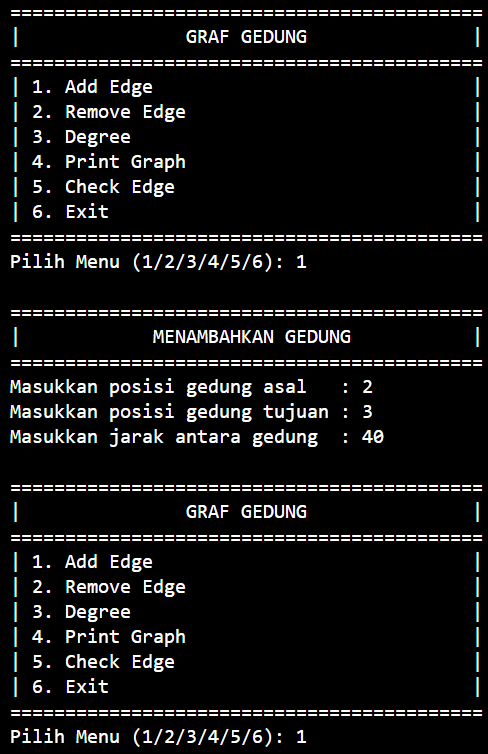 ===========================================
|               GRAF GEDUNG               |
===========================================
| 1. Add Edge                             |
| 2. Remove Edge                          |
| 3. Degree                               |
| 4. Print Graph                          |
| 5. Check Edge                           |
| 6. Exit                                 |
===========================================
Pilih Menu (1/2/3/4/5/6): 1

===========================================
|            MENAMBAHKAN GEDUNG           |
===========================================
Masukkan posisi gedung asal   : 2
Masukkan posisi gedung tujuan : 3
Masukkan jarak antara gedung  : 40

===========================================
|               GRAF GEDUNG               |
===========================================
| 1. Add Edge                             |
| 2. Remove Edge                          |
| 3. Degree                               |
| 4. Print Graph                          |
| 5. Check Edge                           |
| 6. Exit                                 |
===========================================
Pilih Menu (1/2/3/4/5/6): 1